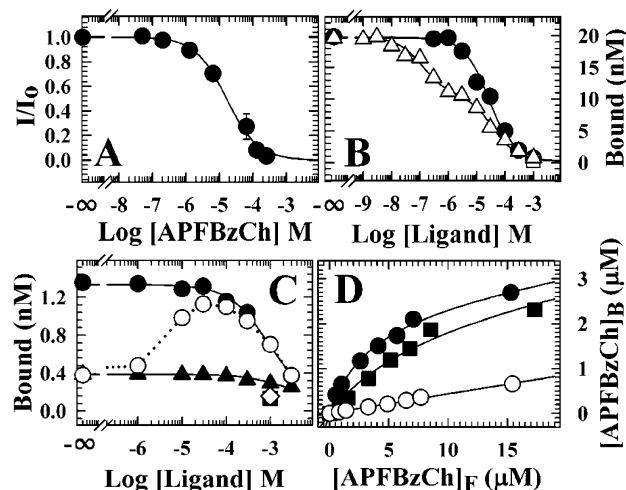 I/Io
1.0
0.8
0.6
0.4
0.2
0.0
A
-∞ -8 -7 -6 -5 -4 -3 -2
Log [APFBzCh] M
B
20
15
10
5
0
Bound (nM)
-∞ -9 -8 -7 -6 -5 -4 -3 -2
Log [Ligand] M
Bound (nM)
1.2
0.8
0.4
0.0
C
-∞ -6 -5 -4 -3
Log [Ligand] M
D
3
2
1
0
[APFBzCh]B (μM)
0 5 10 15
[APFBzCh]F (μM)